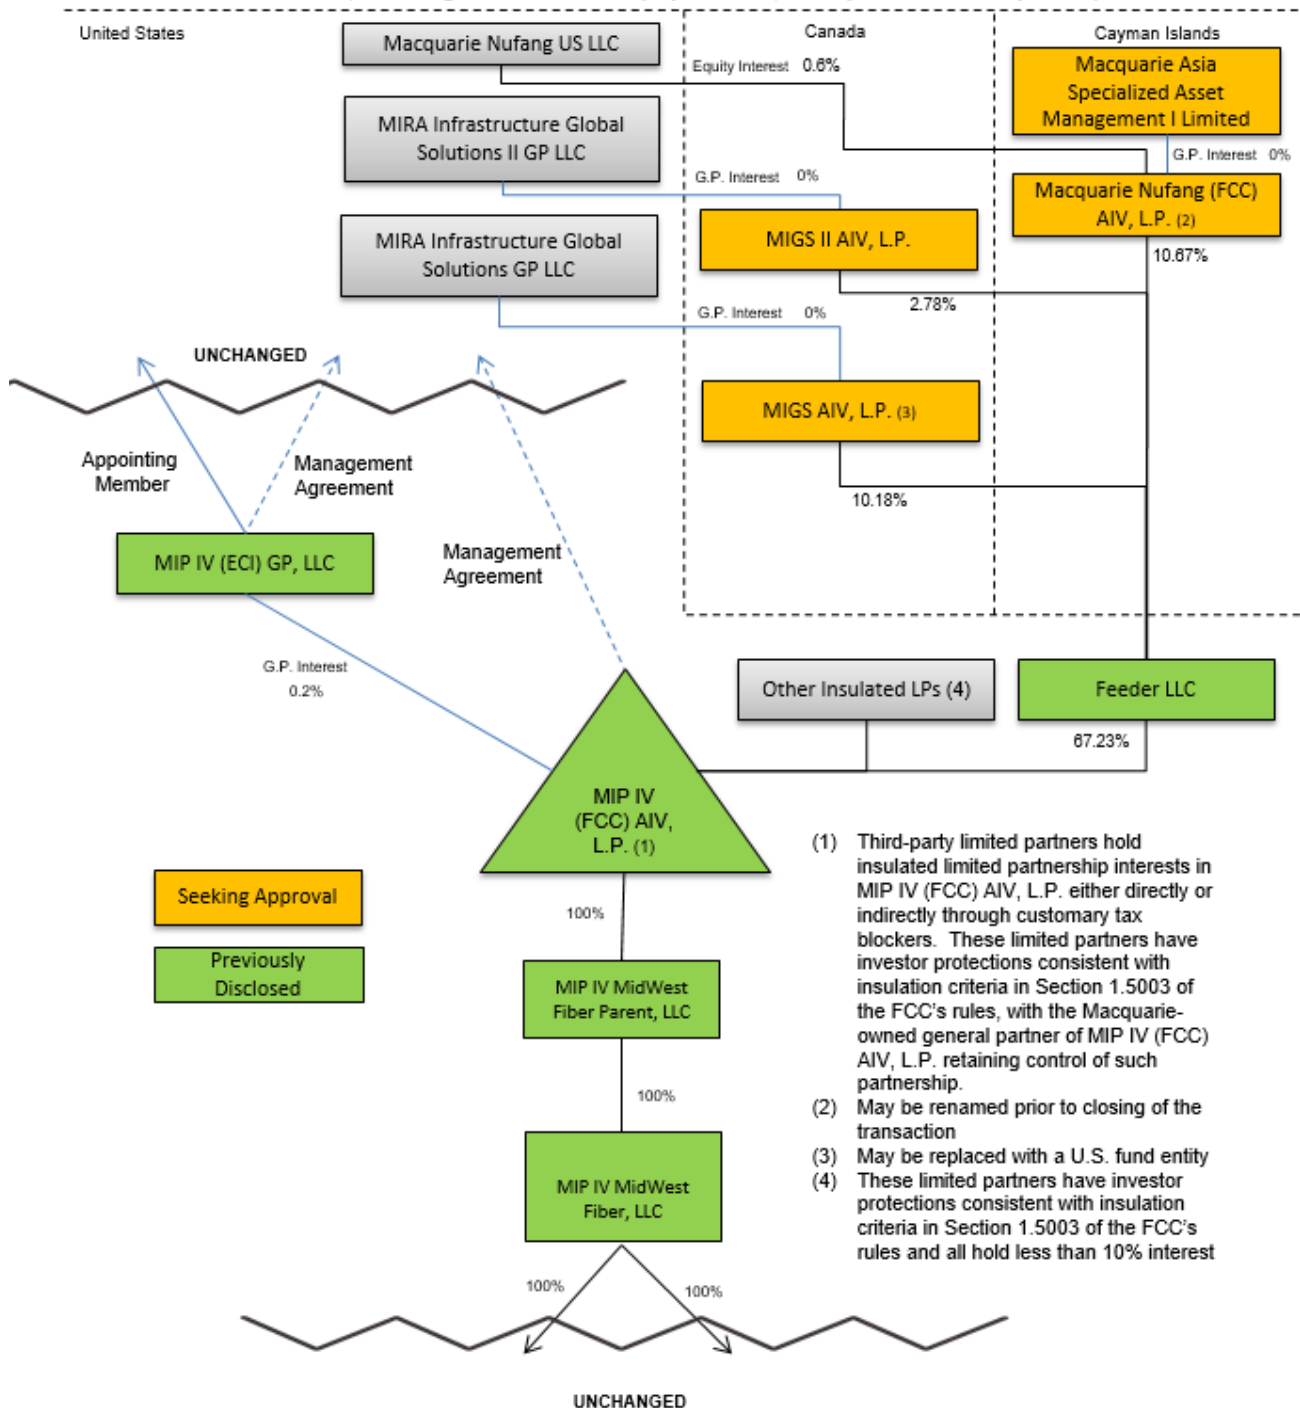 United States
Canada
Cayman Islands
Macquarie Nufang US LLC
Equity Interest 0.6%
Macquarie Asia
Specialized Asset
Management I Limited
MIRA Infrastructure Global
Solutions II GP LLC
G.P. Interest 0%
G.P. Interest 0%
Macquarie Nufang (FCC)
AIV, L.P. (2)
MIRA Infrastructure Global
Solutions GP LLC
MIGS II AIV, L.P.
10.67%
2.78%
G.P. Interest 0%
UNCHANGED
MIGS AIV, L.P. (3)
Appointing
Member
Management
Agreement
10.18%
MIP IV (ECI) GP, LLC
Management
Agreement
G.P. Interest
0.2%
Other Insulated LPs (4)
Feeder LLC
67.23%
MIP IV
(FCC) AIV,
L.P. (1)
Seeking Approval
Previously
Disclosed
100%
MIP IV MidWest
Fiber Parent, LLC
100%
MIP IV MidWest
Fiber, LLC
100%
100%
UNCHANGED
(1) Third-party limited partners hold
insulated limited partnership interests in
MIP IV (FCC) AIV, L.P. either directly or
indirectly through customary tax
blockers. These limited partners have
investor protections consistent with
insulation criteria in Section 1.5003 of
the FCC's rules, with the Macquarie-
owned general partner of MIP IV (FCC)
AIV, L.P. retaining control of such
partnership.
(2) May be renamed prior to closing of the
transaction
(3) May be replaced with a U.S. fund entity
(4) These limited partners have investor
protections consistent with insulation
criteria in Section 1.5003 of the FCC's
rules and all hold less than 10% interest